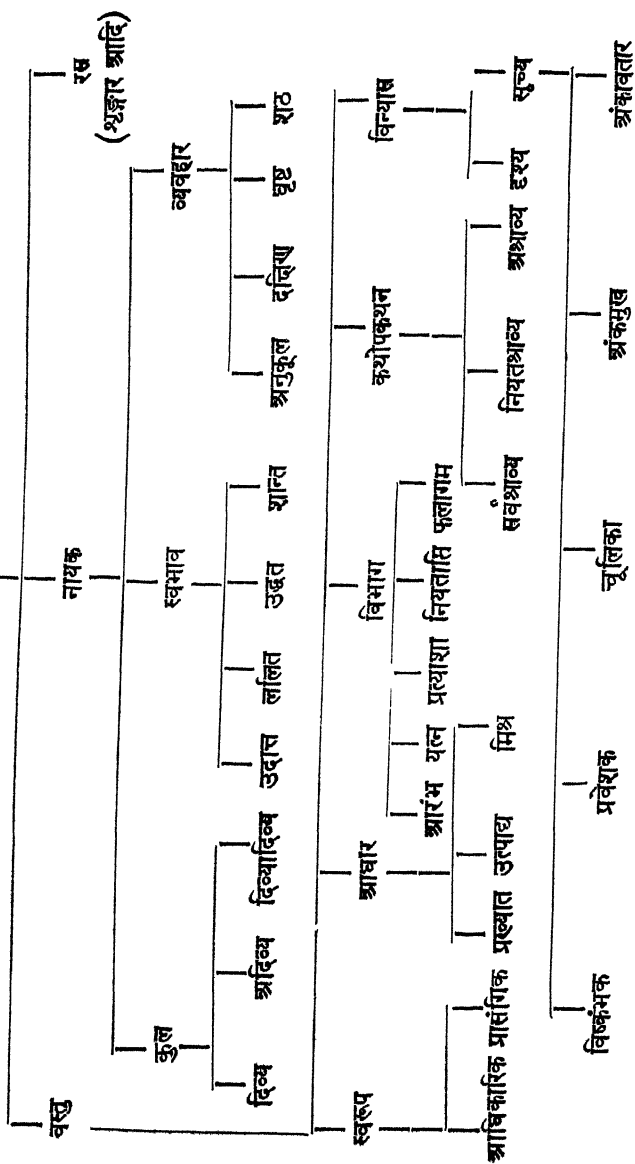 वस्तु नायक रस
(शृङ्गार आदि)
कुल स्वभाव व्यवहार
दिव्य अदिव्य दिव्यादिव्य उदात्त ललित उद्धत शान्त अनुकूल दक्षिण धृष्ट शठ
स्वरूप आधार विभाग कथोपकथन विन्यास
आरंभ यत्न प्रत्याशा नियताप्ति फलागम
आधिकारिक प्रासंगिक प्रख्यात उत्पाद्य मिश्र सर्वश्राव्य नियतश्राव्य अश्राव्य दृश्य सूच्य
विष्कंभक प्रवेशक चूलिका अंकमुख अंकावतार